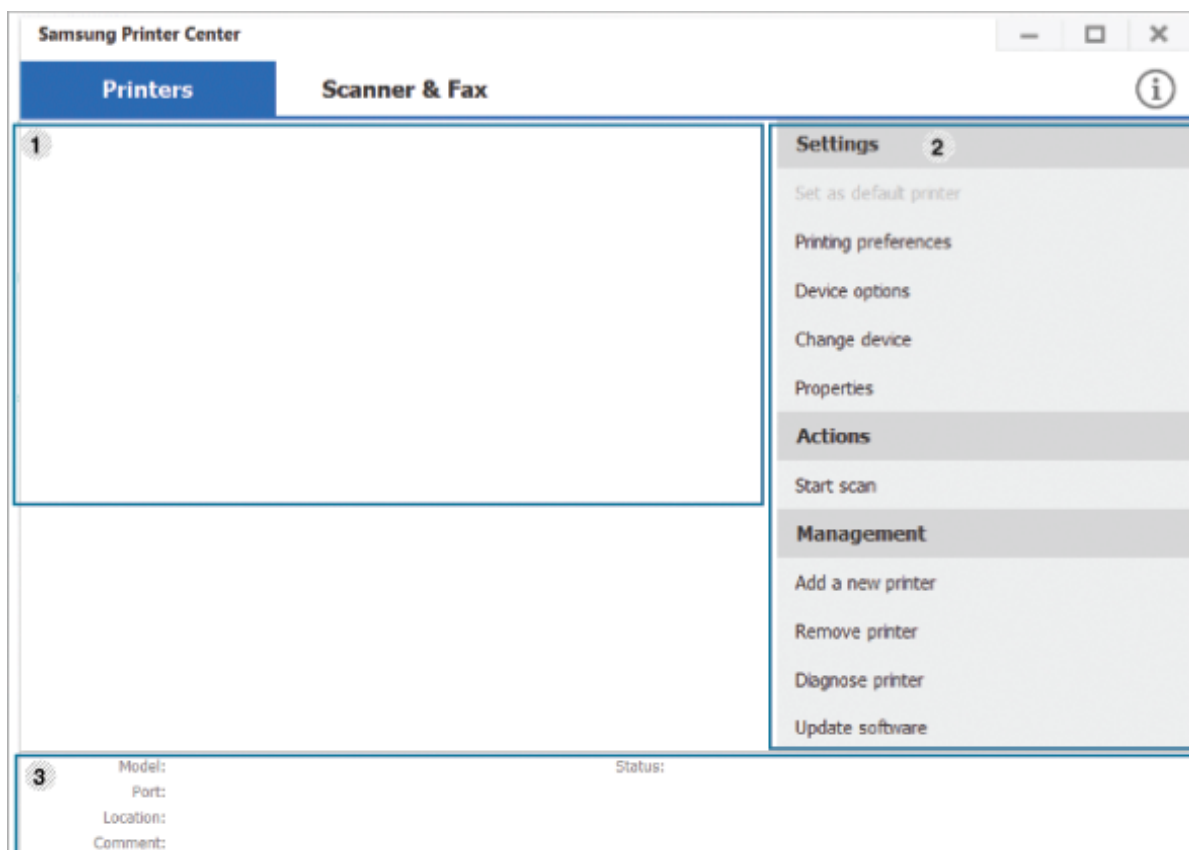 Samsung Printer Center
Printers Scanner & Fax
1
Settings 2
Set as default printer
Printing preferences
Device options
Change device
Properties
Actions
Start scan
Management
Add a new printer
Remove printer
Diagnose printer
Update software
3
Model: Status:
Port:
Location:
Comment: